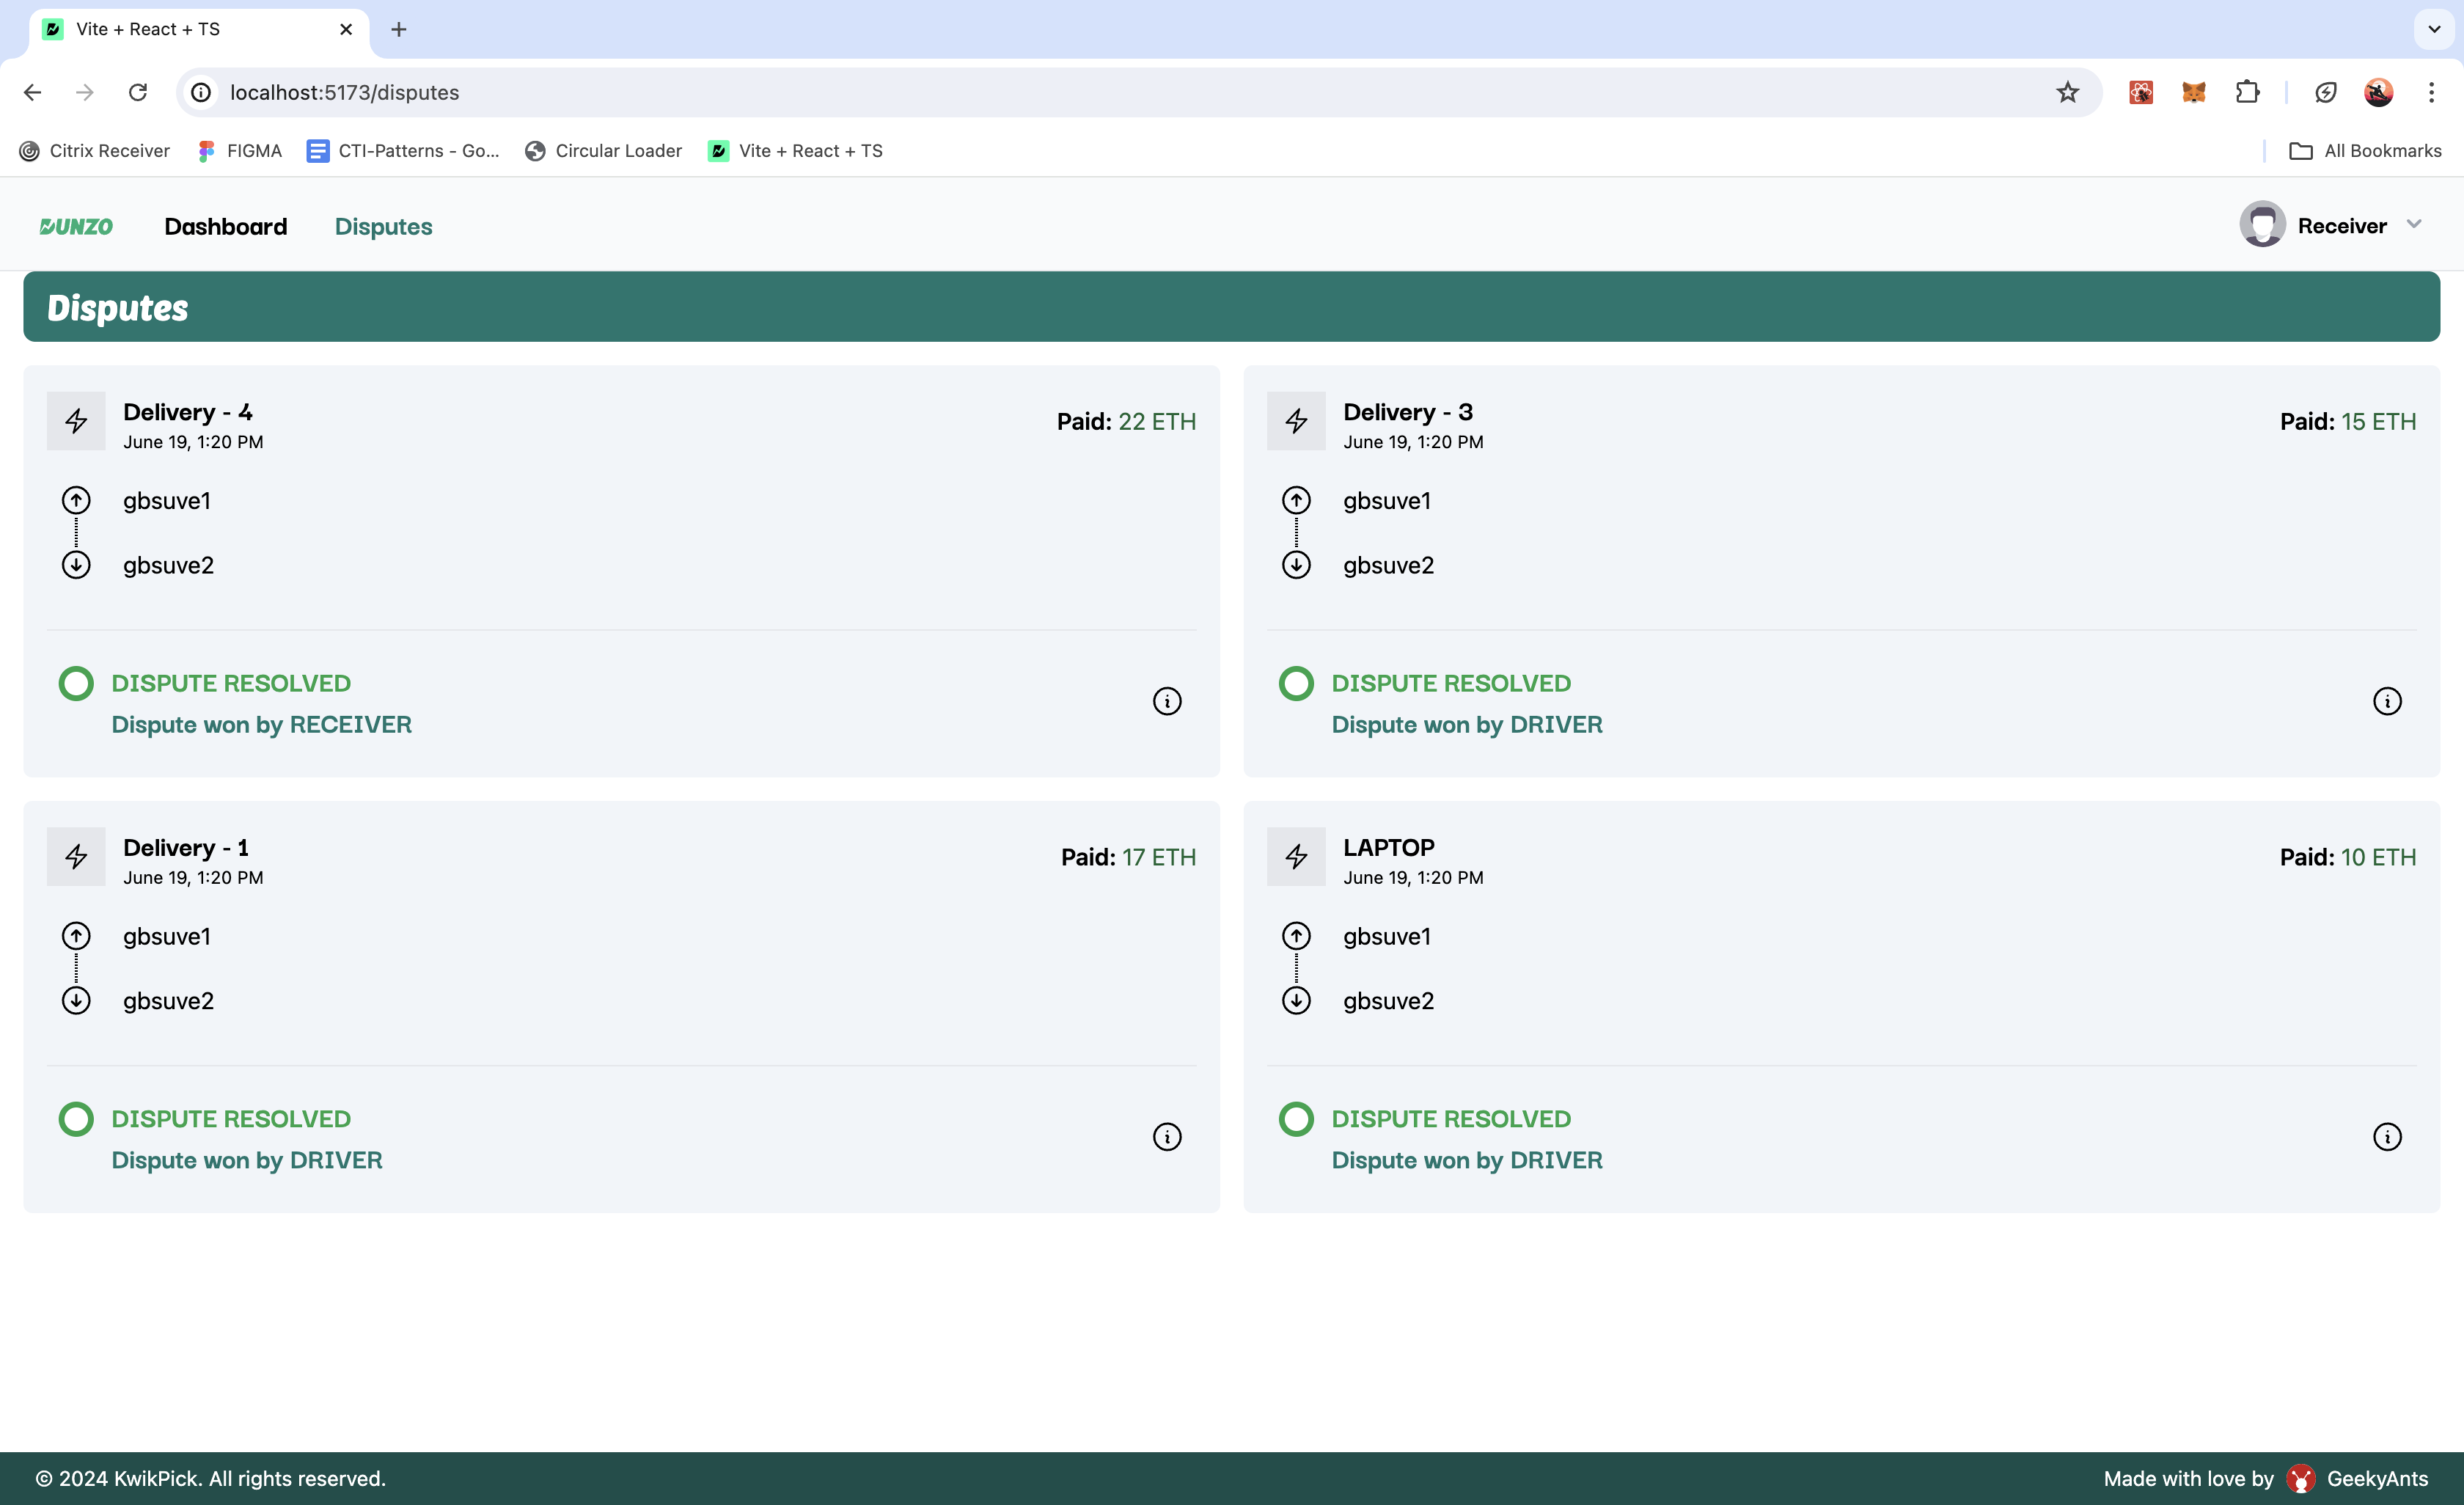 Vite + React + TS
localhost:5173/disputes
Citrix Receiver FIGMA CTI-Patterns - Go... Circular Loader Vite + React + TS All Bookmarks
DUNZO Dashboard Disputes Receiver
Disputes
Delivery - 4 Paid: 22 ETH
June 19, 1:20 PM
gbsuve1
gbsuve2
DISPUTE RESOLVED
Dispute won by RECEIVER
Delivery - 3 Paid: 15 ETH
June 19, 1:20 PM
gbsuve1
gbsuve2
DISPUTE RESOLVED
Dispute won by DRIVER
Delivery - 1 Paid: 17 ETH
June 19, 1:20 PM
gbsuve1
gbsuve2
DISPUTE RESOLVED
Dispute won by DRIVER
LAPTOP Paid: 10 ETH
June 19, 1:20 PM
gbsuve1
gbsuve2
DISPUTE RESOLVED
Dispute won by DRIVER
© 2024 KwikPick. All rights reserved. Made with love by GeekyAnts